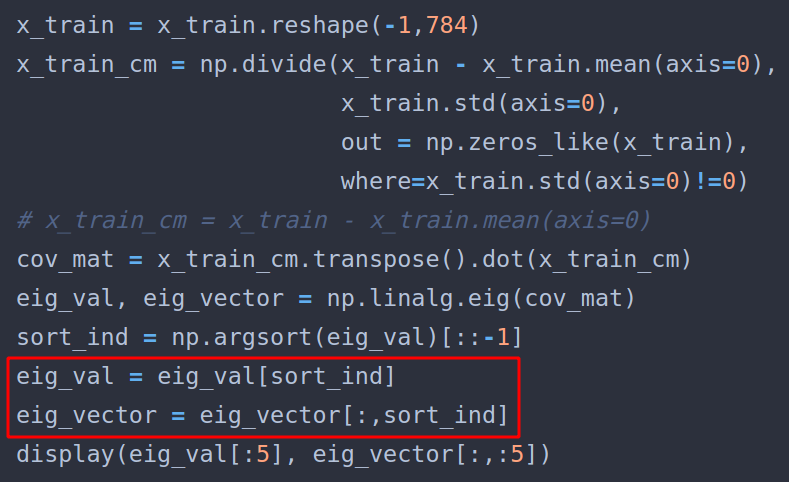 x_train = x_train.reshape(-1,784)
x_train_cm = np.divide(x_train - x_train.mean(axis=0),
x_train.std(axis=0),
out = np.zeros_like(x_train),
where=x_train.std(axis=0)!=0)
# x_train_cm = x_train - x_train.mean(axis=0)
cov_mat = x_train_cm.transpose().dot(x_train_cm)
eig_val, eig_vector = np.linalg.eig(cov_mat)
sort_ind = np.argsort(eig_val)[::-1]
eig_val = eig_val[sort_ind]
eig_vector = eig_vector[:,sort_ind]
display(eig_val[:5], eig_vector[:,:5])